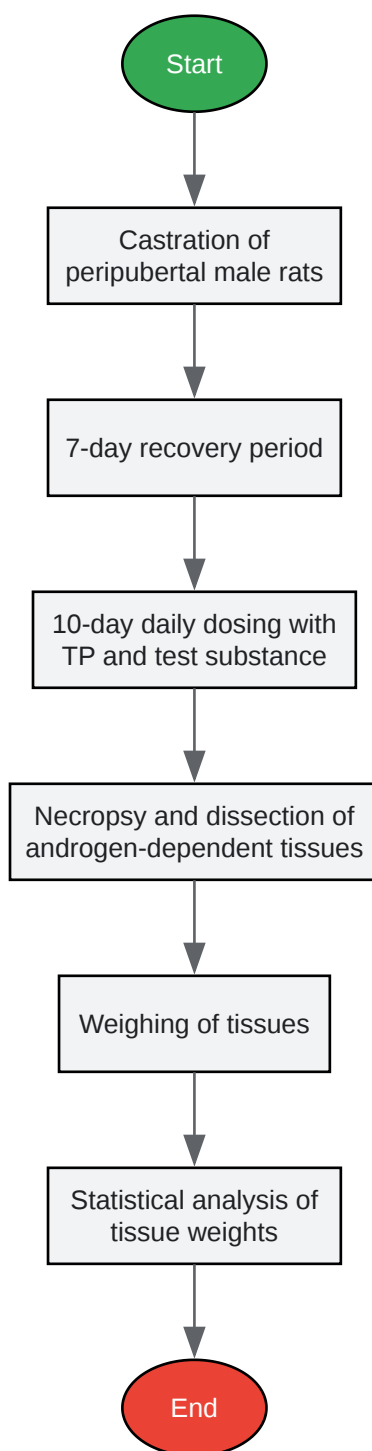 Start
Castration of
peripubertal male rats
7-day recovery period
10-day daily dosing with
TP and test substance
Necropsy and dissection of
androgen-dependent tissues
Weighing of tissues
Statistical analysis of
tissue weights
End